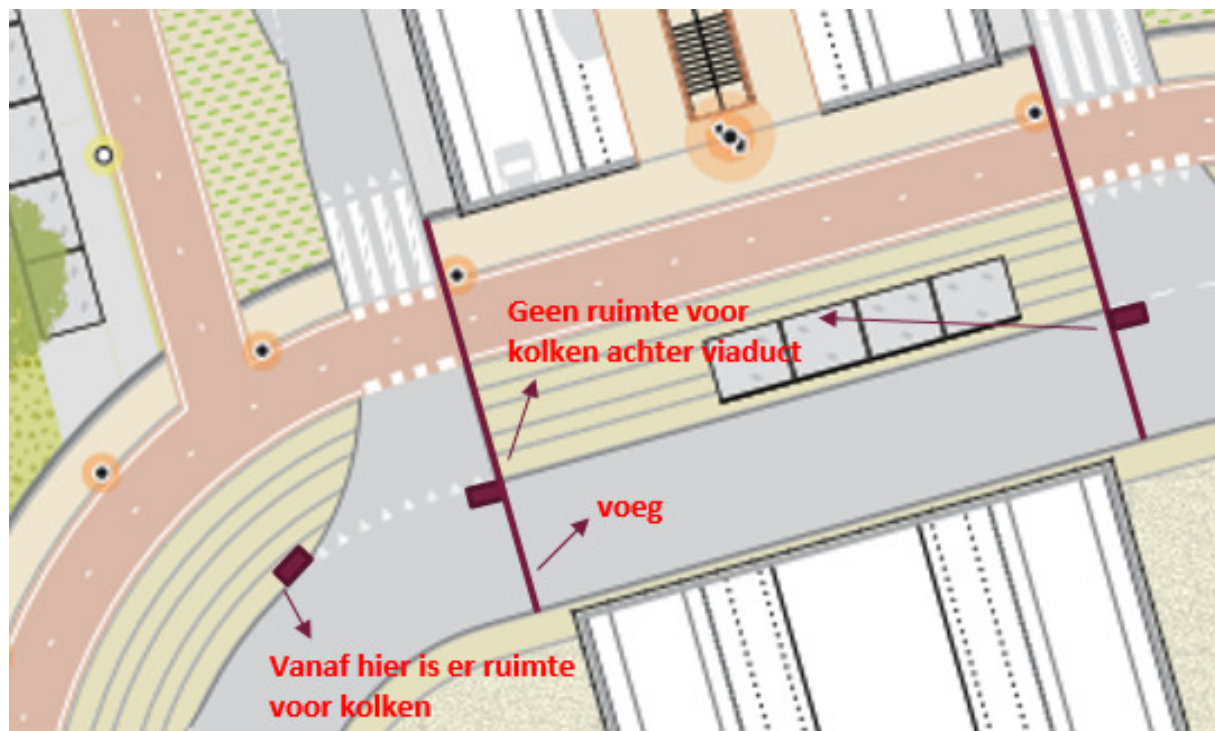 Geen ruimte voor
kolken achter viaduct
voeg
Vanaf hier is er ruimte
voor kolken